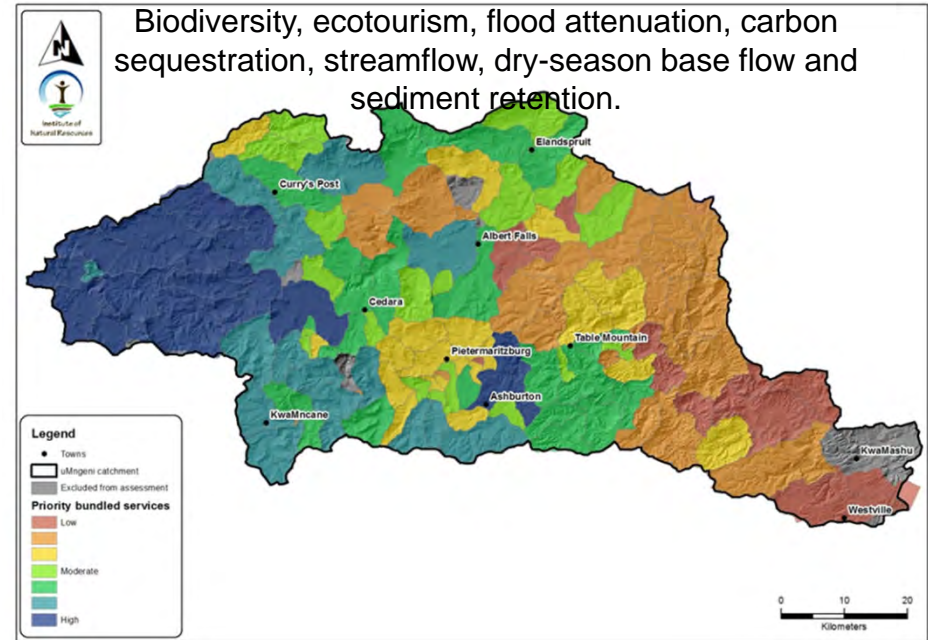 Biodiversity, ecotourism, flood attenuation, carbon
sequestration, streamflow, dry-season base flow and
sediment retention.
N
Institute of
Natural Resources
Elandspruit
Curry's Post
Albert Falls
Cedara
Table Mountain
Pietermaritzburg
Ashburton
KwaMncane
KwaMashu
Westville
Legend
Towns
uMngeni catchment
Excluded from assessment
Priority bundled services
Low
Moderate
High
0 10 20
Kilometers